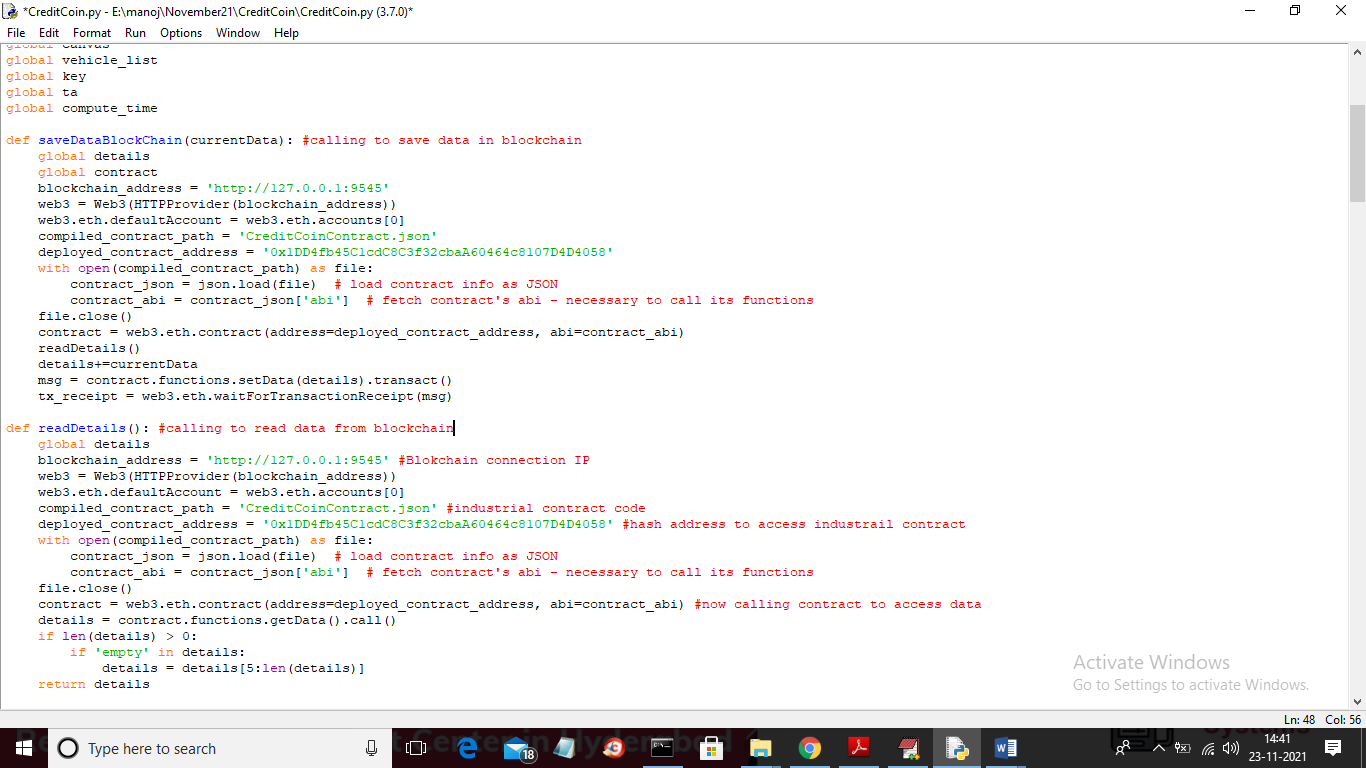 *CreditCoin.py - E:\manoj\November21\CreditCoin\CreditCoin.py (3.7.0)*
File Edit Format Run Options Window Help
global canvas
global vehicle_list
global key
global ta
global compute_time
def saveDataBlockChain(currentData): #calling to save data in blockchain
    global details
    global contract
    blockchain_address = 'http://127.0.0.1:9545'
    web3 = Web3(HTTPProvider(blockchain_address))
    web3.eth.defaultAccount = web3.eth.accounts[0]
    compiled_contract_path = 'CreditCoinContract.json'
    deployed_contract_address = '0x1DD4fb45C1cdC8C3f32cbaA60464c8107D4D4058'
    with open(compiled_contract_path) as file:
        contract_json = json.load(file)  # load contract info as JSON
        contract_abi = contract_json['abi']  # fetch contract's abi - necessary to call its functions
    file.close()
    contract = web3.eth.contract(address=deployed_contract_address, abi=contract_abi)
    readDetails()
    details+=currentData
    msg = contract.functions.setData(details).transact()
    tx_receipt = web3.eth.waitForTransactionReceipt(msg)
def readDetails(): #calling to read data from blockchain
    global details
    blockchain_address = 'http://127.0.0.1:9545' #Blokchain connection IP
    web3 = Web3(HTTPProvider(blockchain_address))
    web3.eth.defaultAccount = web3.eth.accounts[0]
    compiled_contract_path = 'CreditCoinContract.json' #industrial contract code
    deployed_contract_address = '0x1DD4fb45C1cdC8C3f32cbaA60464c8107D4D4058' #hash address to access industrail contract
    with open(compiled_contract_path) as file:
        contract_json = json.load(file)  # load contract info as JSON
        contract_abi = contract_json['abi']  # fetch contract's abi - necessary to call its functions
    file.close()
    contract = web3.eth.contract(address=deployed_contract_address, abi=contract_abi) #now calling contract to access data
    details = contract.functions.getData().call()
    if len(details) > 0:
        if 'empty' in details:
            details = details[5:len(details)]
    return details
Activate Windows
Go to Settings to activate Windows.
Ln: 48 Col: 56
Type here to search
18
14:41
23-11-2021